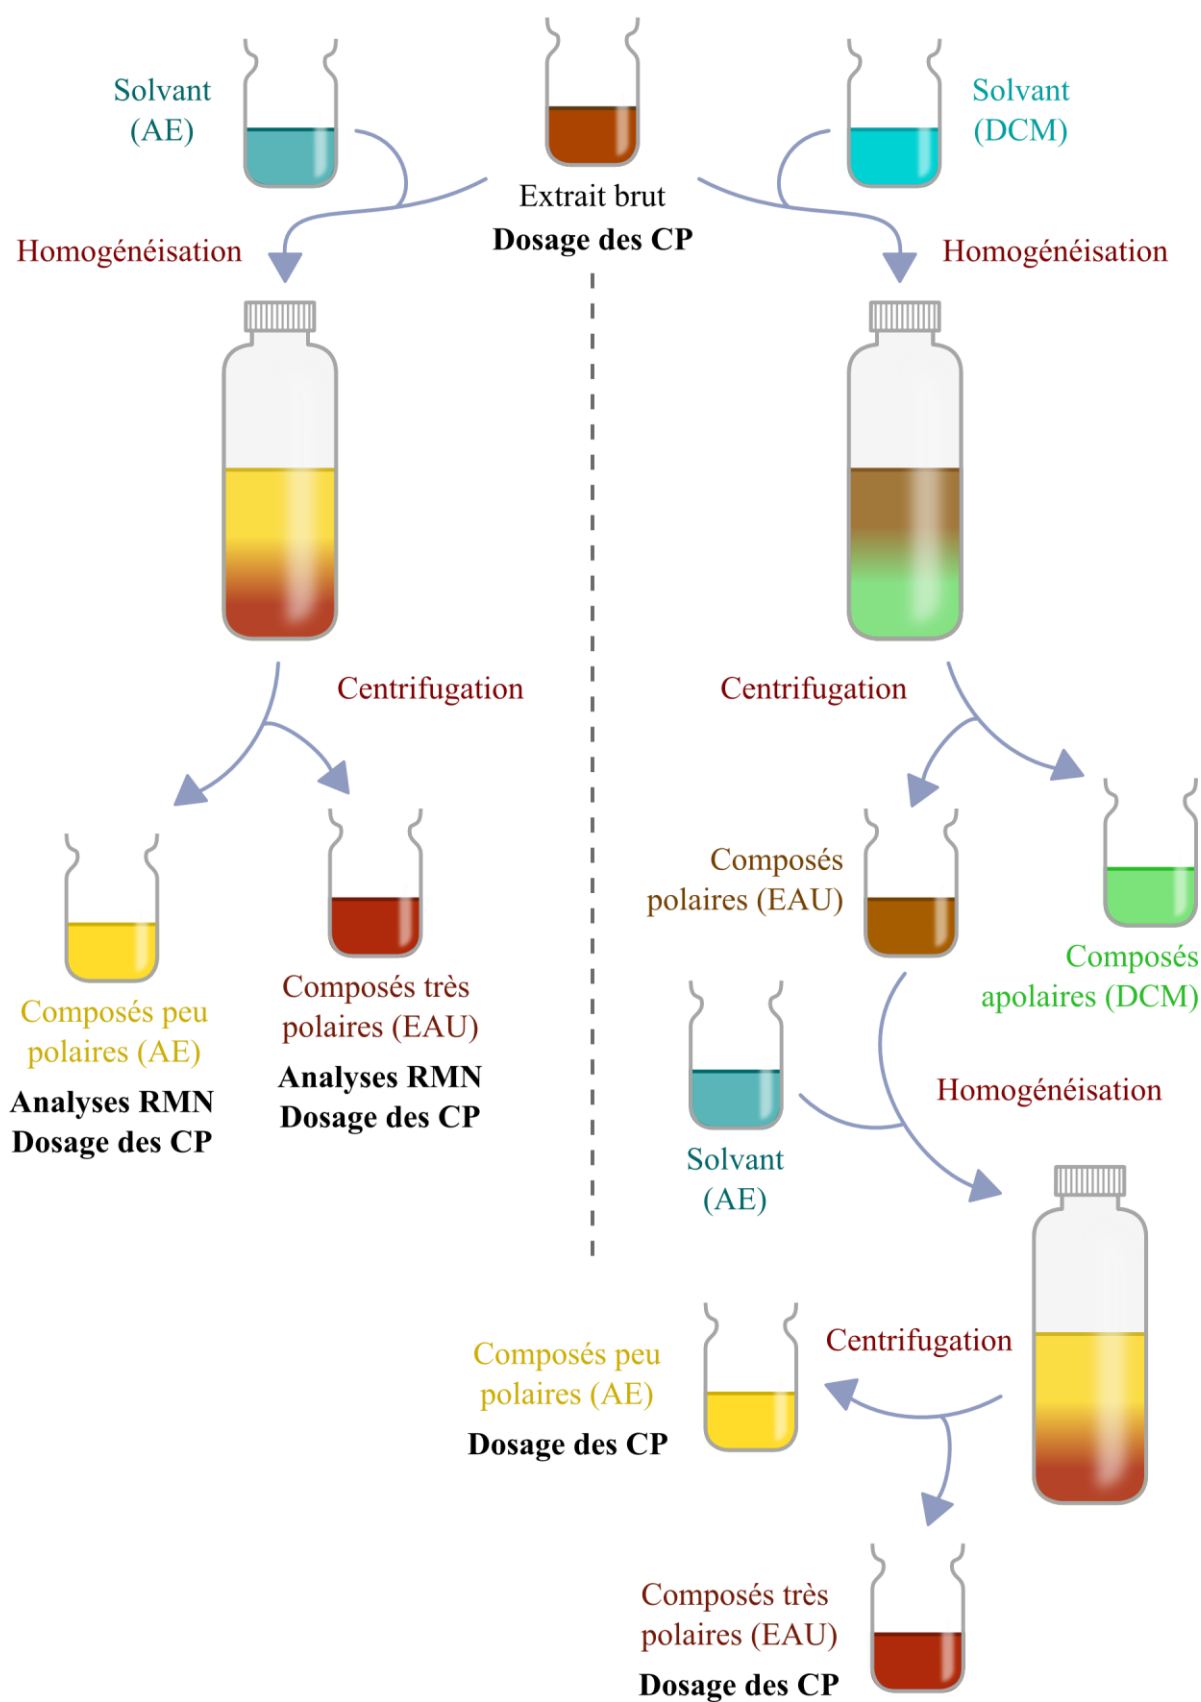 Solvant
(AE)
Extrait brut
Dosage des CP
Solvant
(DCM)
Homogénéisation
Homogénéisation
Centrifugation
Centrifugation
Composés peu
polaires (AE)
Analyses RMN
Dosage des CP
Composés très
polaires (EAU)
Analyses RMN
Dosage des CP
Composés
polaires (EAU)
Composés
apolaires (DCM)
Solvant
(AE)
Homogénéisation
Centrifugation
Composés peu
polaires (AE)
Dosage des CP
Composés très
polaires (EAU)
Dosage des CP